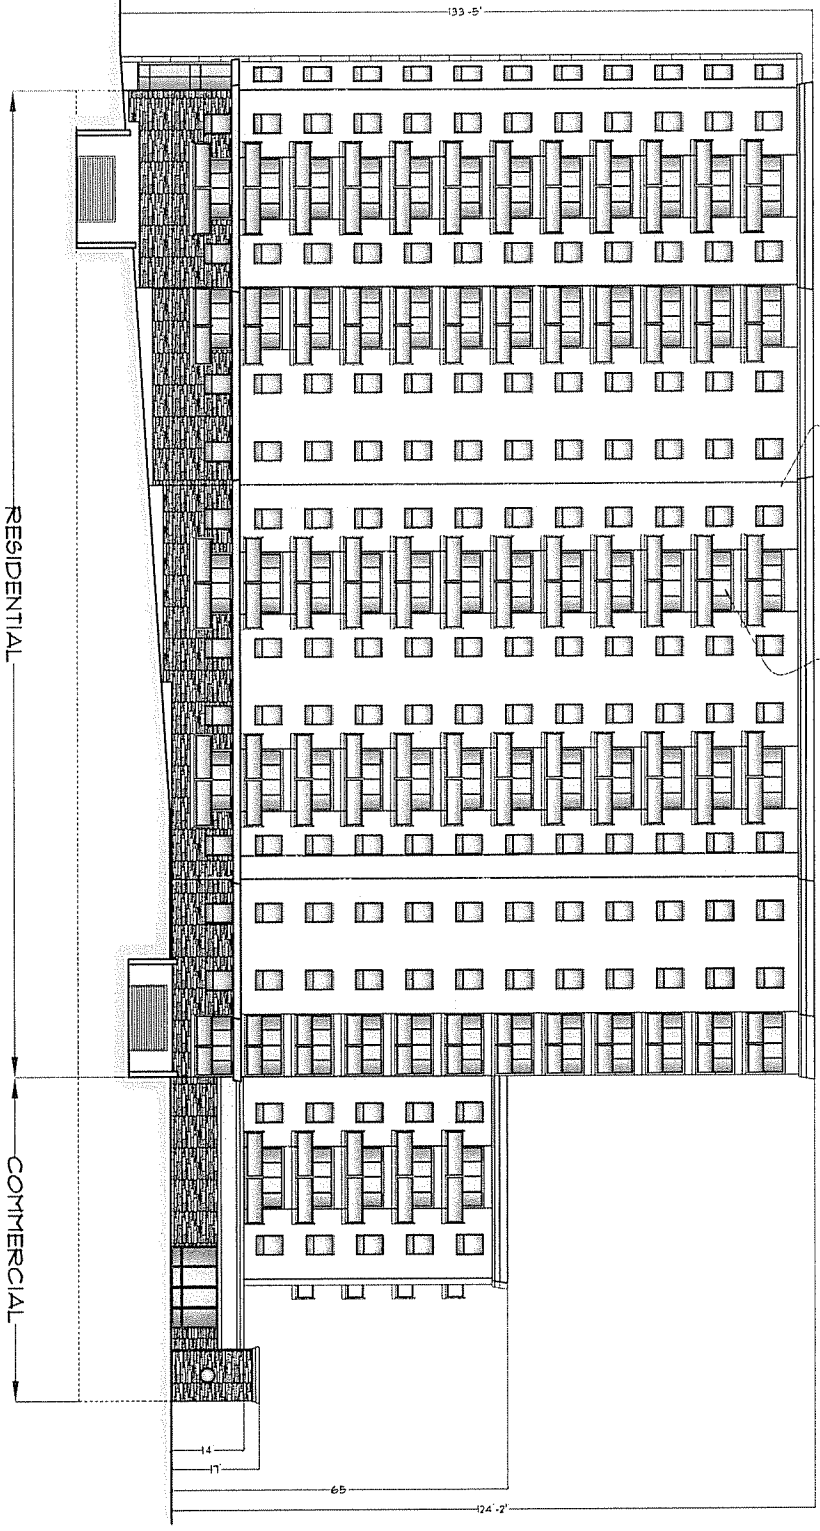 133'-5"
RESIDENTIAL
COMMERCIAL
14'
17'
65
124'-2"